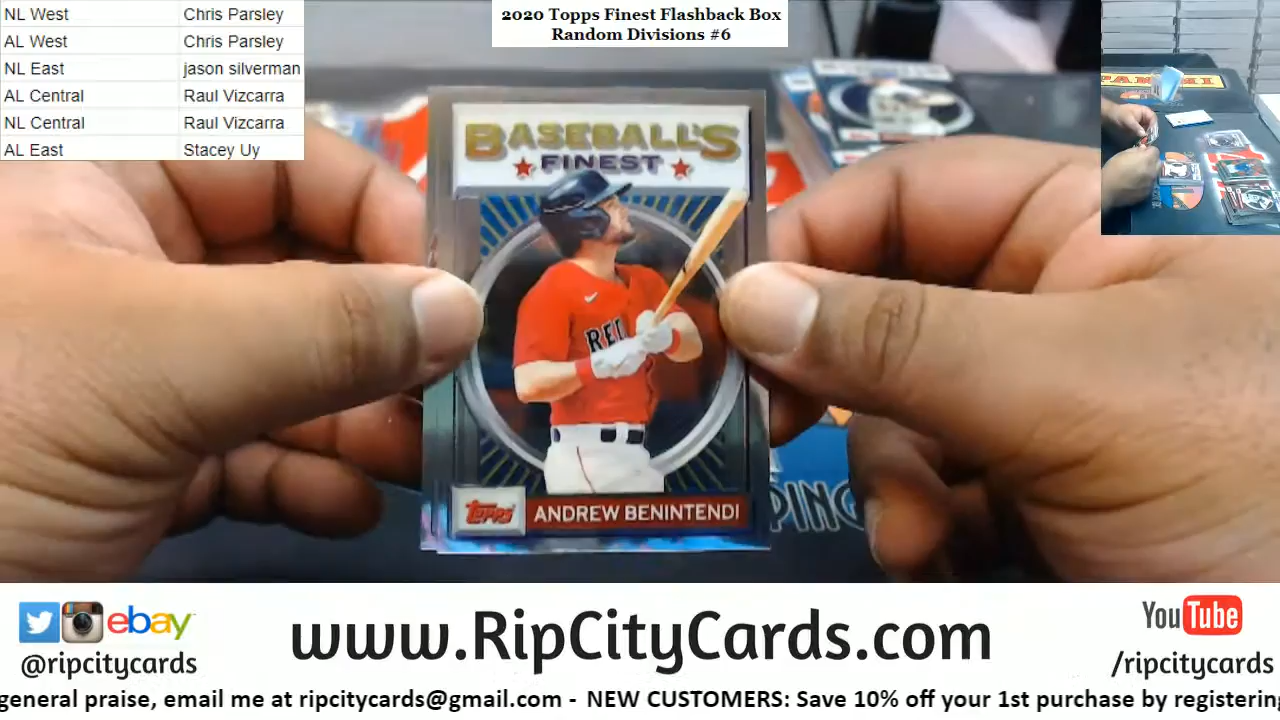 NL West Chris Parsley
AL West Chris Parsley
NL East jason silverman
AL Central Raul Vizcarra
NL Central Raul Vizcarra
AL East Stacey Uy
2020 Topps Finest Flashback Box
Random Divisions #6
PANINI
BASEBALL'S
FINEST
RED
TOPPS
ANDREW BENINTENDI
PING
ebay
@ripcitycards
www.RipCityCards.com
YouTube
/ripcitycards
general praise, email me at ripcitycards@gmail.com - NEW CUSTOMERS: Save 10% off your 1st purchase by registering